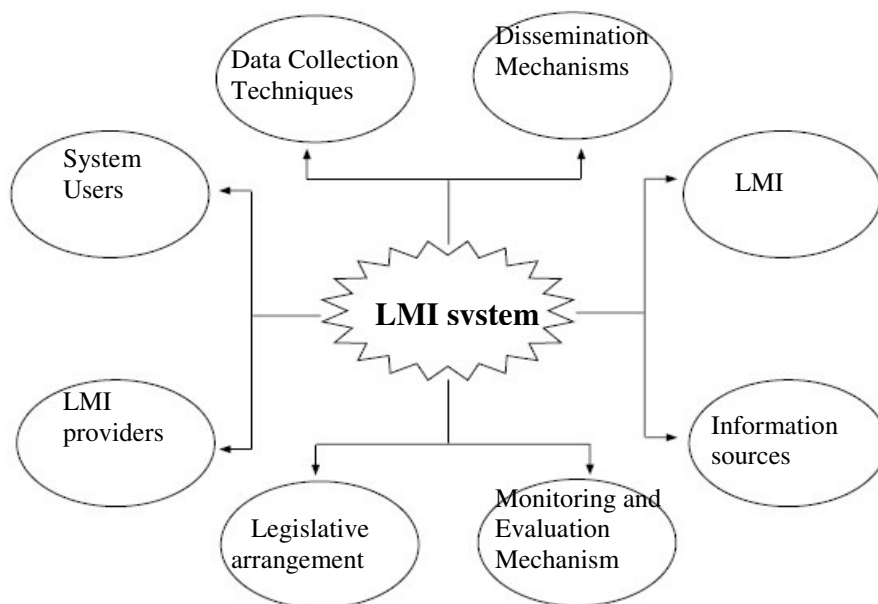 Data Collection
Techniques
Dissemination
Mechanisms
System
Users
LMI
LMI system
LMI
providers
Information
sources
Legislative
arrangement
Monitoring and
Evaluation
Mechanism